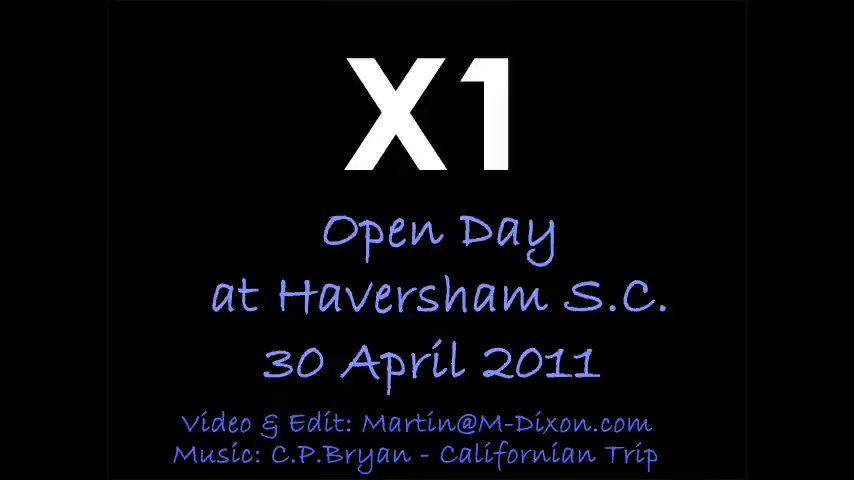 X1
Open Day
at Haversham S.C.
30 April 2011
Video & Edit: Martin@M-Dixon.com
Music: C.P.Bryan - Californian Trip